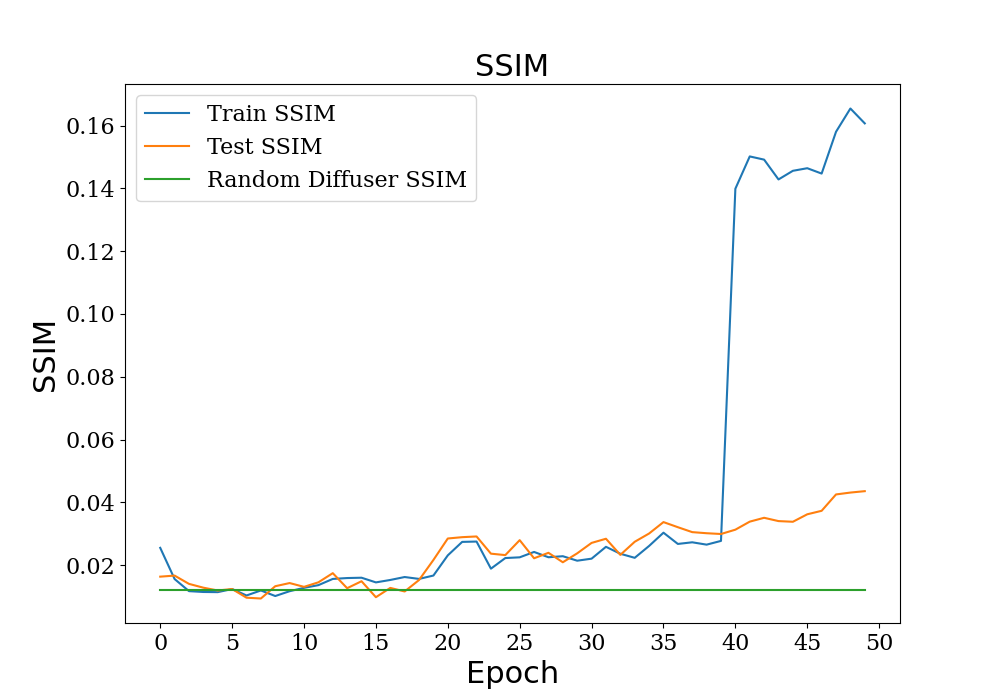 SSIM
Train SSIM
Test SSIM
Random Diffuser SSIM
SSIM
0.16
0.14
0.12
0.10
0.08
0.06
0.04
0.02
0 5 10 15 20 25 30 35 40 45 50
Epoch